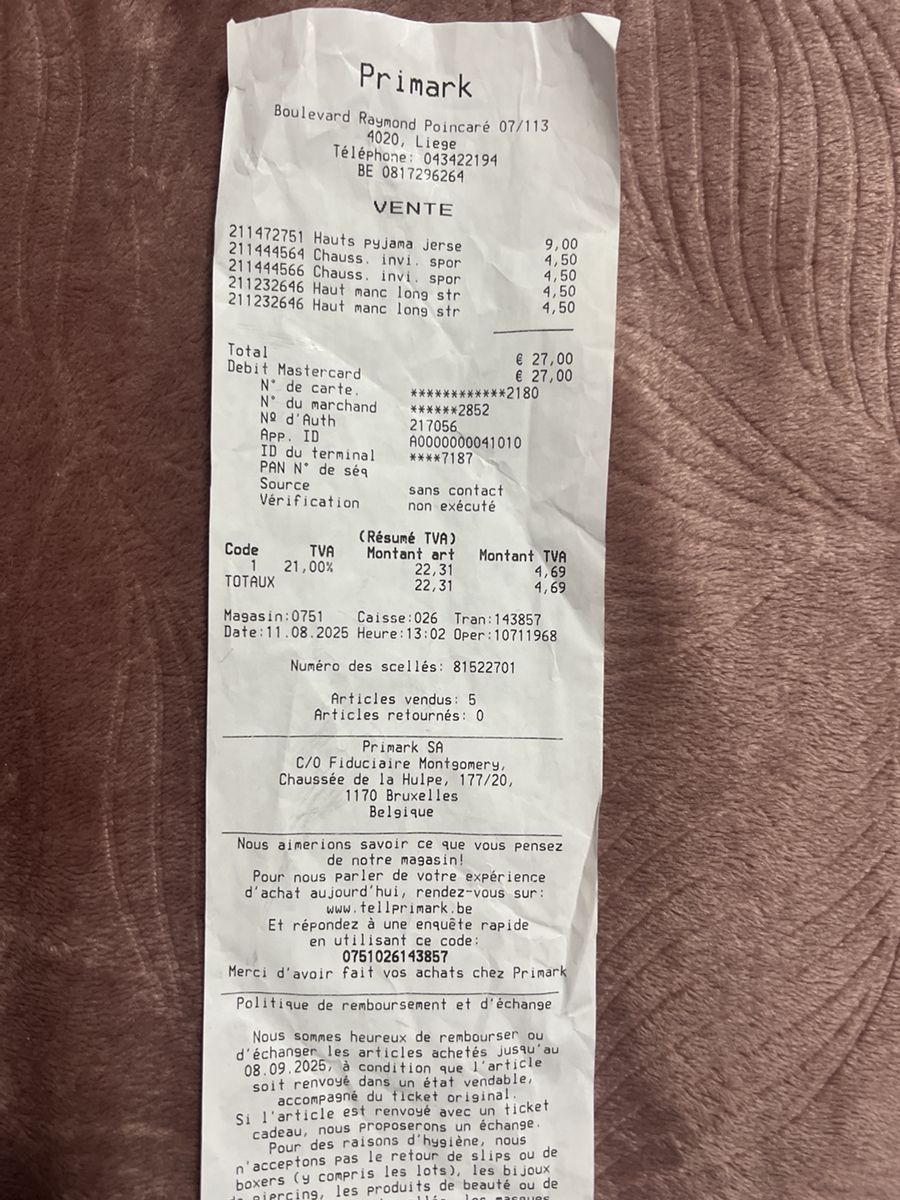 Primark
Boulevard Raymond Poincaré 07/113
4020, Liege
Téléphone: 043422194
BE 0817296264
VENTE
211472751 Hauts pyjama jerse 9,00
211444564 Chauss. invi. spor 4,50
211444566 Chauss. invi. spor 4,50
211232646 Haut manc long str 4,50
211232646 Haut manc long str 4,50
Total € 27,00
Debit Mastercard € 27,00
N° de carte. ************2180
N° du marchand ******2852
Nº d'Auth 217056
App. ID A0000000041010
ID du terminal ****7187
PAN N° de séq
Source sans contact
Vérification non exécuté
(Résumé TVA)
Code TVA Montant art Montant TVA
1 21,00% 22,31 4,69
TOTAUX 22,31 4,69
Magasin:0751 Caisse:026 Tran:143857
Date:11.08.2025 Heure:13:02 Oper:10711968
Numéro des scellés: 81522701
Articles vendus: 5
Articles retournés: 0
Primark SA
C/O Fiduciaire Montgomery,
Chaussée de la Hulpe, 177/20,
1170 Bruxelles
Belgique
Nous aimerions savoir ce que vous pensez
de notre magasin!
Pour nous parler de votre expérience
d'achat aujourd'hui, rendez-vous sur:
www.tellprimark.be
Et répondez à une enquête rapide
en utilisant ce code:
0751026143857
Merci d'avoir fait vos achats chez Primark
Politique de remboursement et d'échange
Nous sommes heureux de rembourser ou
d'échanger les articles achetés jusqu'au
08.09.2025, à condition que l'article
soit renvoyé dans un état vendable,
accompagné du ticket original.
Si l'article est renvoyé avec un ticket
cadeau, nous proposerons un échange.
Pour des raisons d'hygiène, nous
n'acceptons pas le retour de slips ou de
boxers (y compris les lots), les bijoux
piercing, les produits de beauté ou de